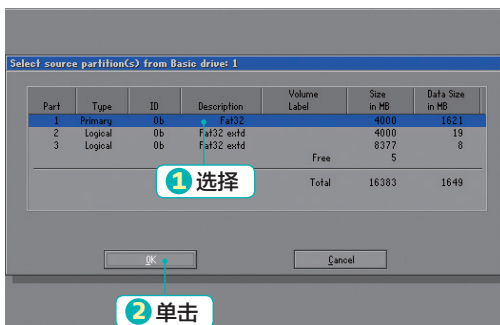 Select source partition(s) from Basic drive: 1
Part Type ID Description Volume Label Size in MB Data Size in MB
1 Primary 0b Fat32 4000 1621
2 Logical 0b Fat32 extd 4000 19
3 Logical 0b Fat32 extd 8377 8
Free 5
1 选择
Total 16383 1649
OK Cancel
2 单击